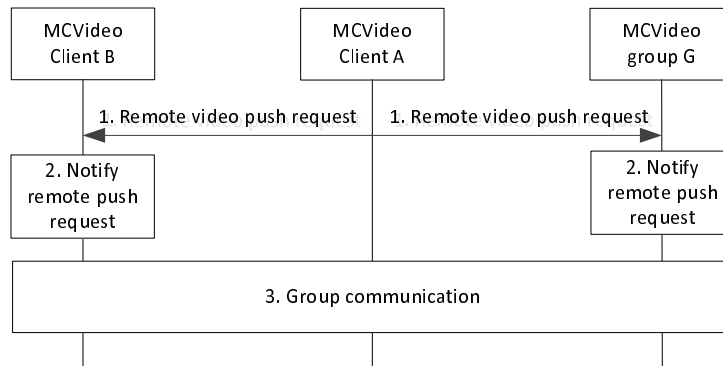 MCVideo
Client B
MCVideo
Client A
MCVideo
group G
1. Remote video push request
1. Remote video push request
2. Notify
remote push
request
2. Notify
remote push
request
3. Group communication